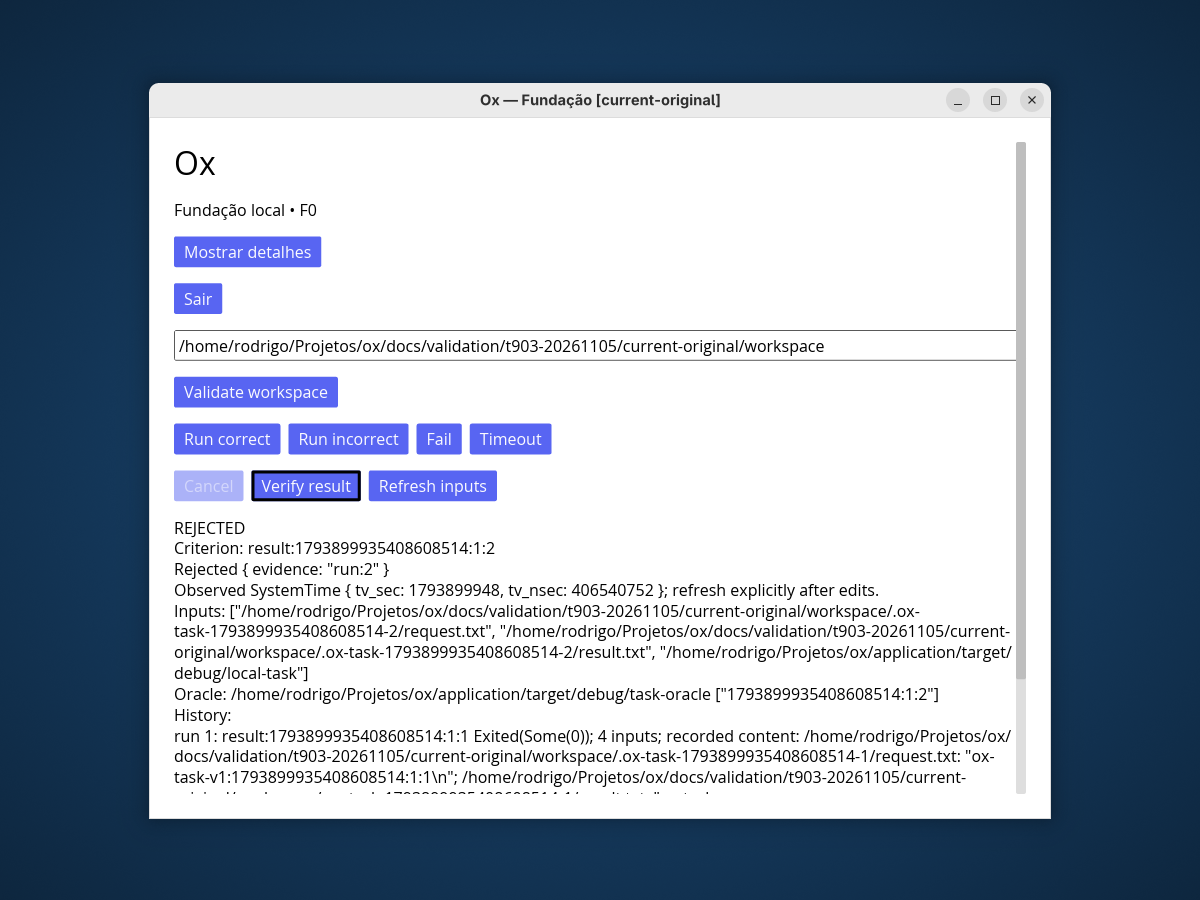 Ox — Fundação [current-original]
Ox
Fundação local • F0
Mostrar detalhes
Sair
/home/rodrigo/Projetos/ox/docs/validation/t903-20261105/current-original/workspace
Validate workspace
Run correct Run incorrect Fail Timeout
Cancel Verify result Refresh inputs
REJECTED
Criterion: result:1793899935408608514:1:2
Rejected { evidence: "run:2" }
Observed SystemTime { tv_sec: 1793899948, tv_nsec: 406540752 }; refresh explicitly after edits.
Inputs: ["/home/rodrigo/Projetos/ox/docs/validation/t903-20261105/current-original/workspace/.ox-
task-1793899935408608514-2/request.txt", "/home/rodrigo/Projetos/ox/docs/validation/t903-20261105/current-
original/workspace/.ox-task-1793899935408608514-2/result.txt", "/home/rodrigo/Projetos/ox/application/target/
debug/local-task"]
Oracle: /home/rodrigo/Projetos/ox/application/target/debug/task-oracle ["1793899935408608514:1:2"]
History:
run 1: result:1793899935408608514:1:1 Exited(Some(0)); 4 inputs; recorded content: /home/rodrigo/Projetos/ox/
docs/validation/t903-20261105/current-original/workspace/.ox-task-1793899935408608514-1/request.txt: "ox-
task-v1:1793899935408608514:1:1\n"; /home/rodrigo/Projetos/ox/docs/validation/t903-20261105/current-